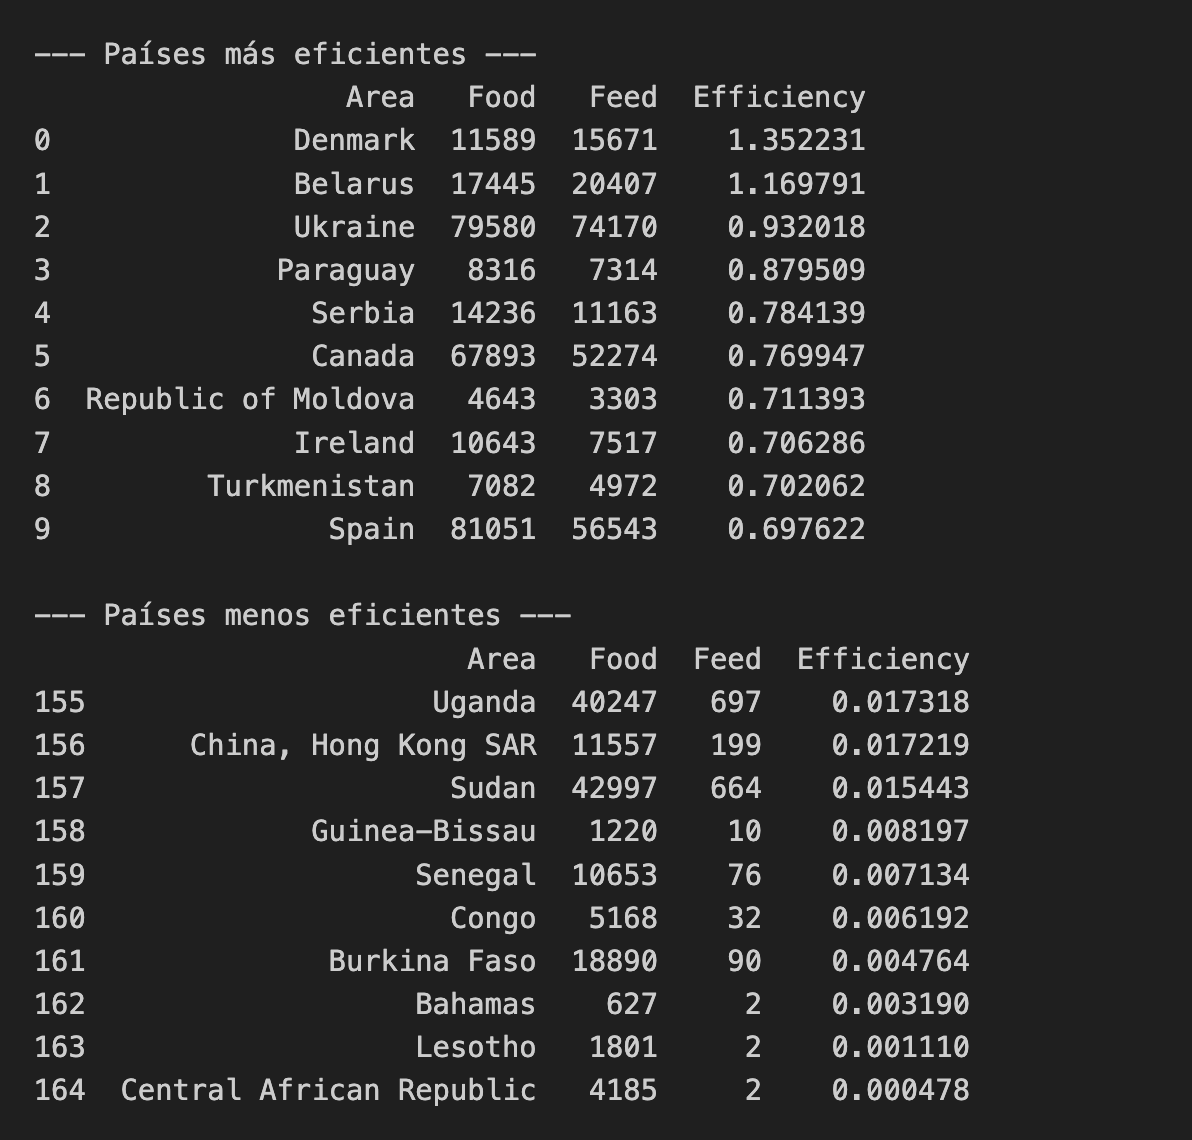 --- Países más eficientes ---
Area Food Feed Efficiency
0 Denmark 11589 15671 1.352231
1 Belarus 17445 20407 1.169791
2 Ukraine 79580 74170 0.932018
3 Paraguay 8316 7314 0.879509
4 Serbia 14236 11163 0.784139
5 Canada 67893 52274 0.769947
6 Republic of Moldova 4643 3303 0.711393
7 Ireland 10643 7517 0.706286
8 Turkmenistan 7082 4972 0.702062
9 Spain 81051 56543 0.697622
--- Países menos eficientes ---
Area Food Feed Efficiency
155 Uganda 40247 697 0.017318
156 China, Hong Kong SAR 11557 199 0.017219
157 Sudan 42997 664 0.015443
158 Guinea-Bissau 1220 10 0.008197
159 Senegal 10653 76 0.007134
160 Congo 5168 32 0.006192
161 Burkina Faso 18890 90 0.004764
162 Bahamas 627 2 0.003190
163 Lesotho 1801 2 0.001110
164 Central African Republic 4185 2 0.000478